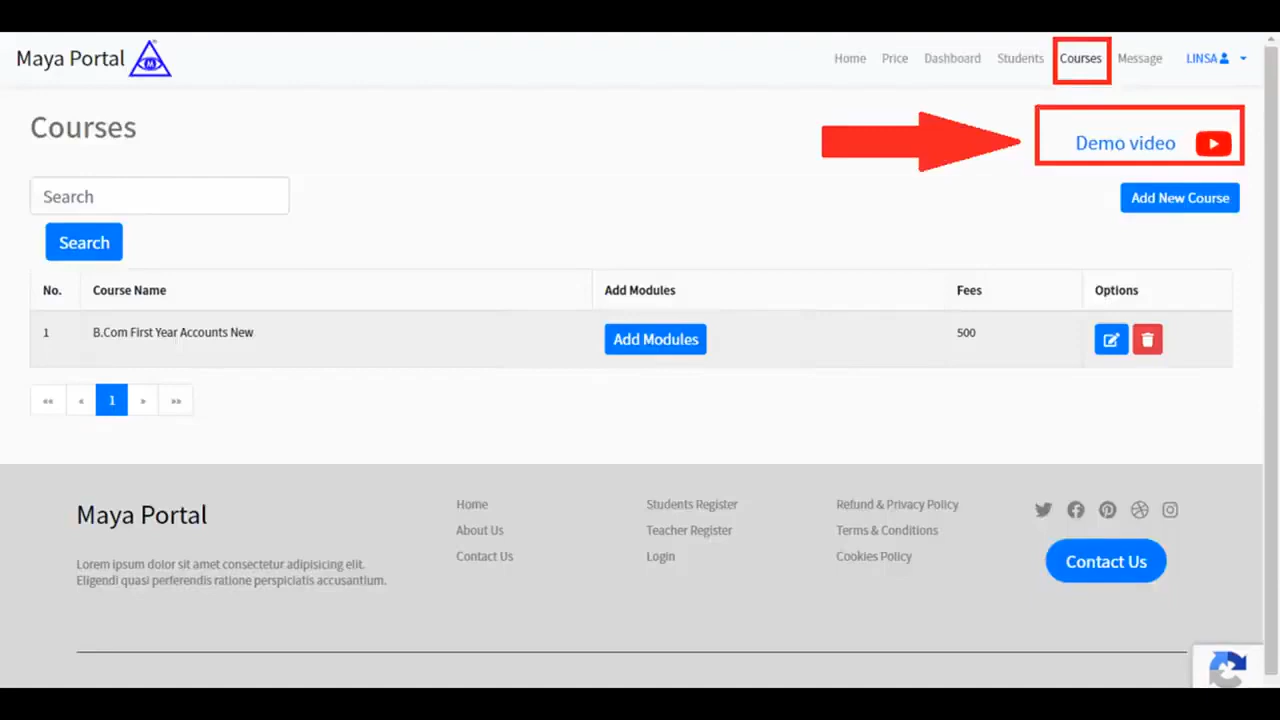 Maya Portal M Home Price Dashboard Students Courses Message LINSA
Courses
Demo video
Search
Add New Course
Search
No. Course Name Add Modules Fees Options
1 B.Com First Year Accounts New Add Modules 500
«« « 1 » »»
Maya Portal
Lorem ipsum dolor sit amet consectetur adipisicing elit.
Eligendi quasi perferendis ratione perspiciatis accusantium.
Home
About Us
Contact Us
Students Register
Teacher Register
Login
Refund & Privacy Policy
Terms & Conditions
Cookies Policy
Contact Us